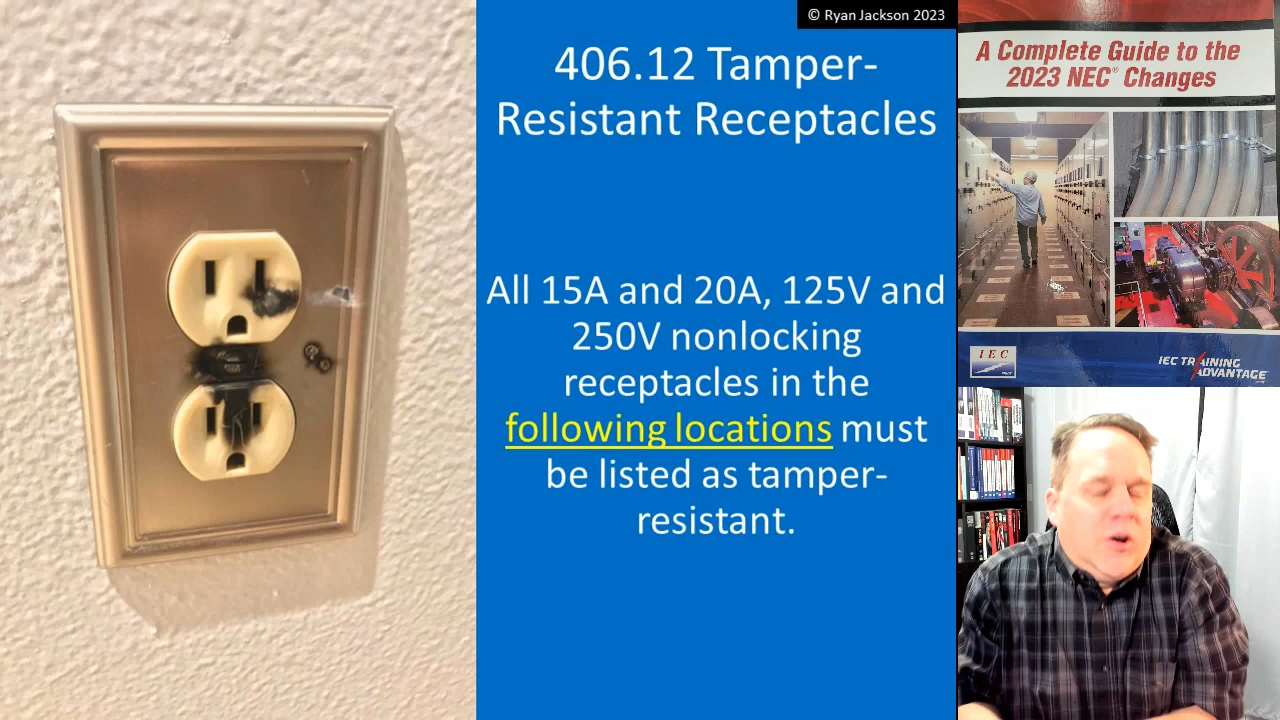 © Ryan Jackson 2023
406.12 Tamper-
Resistant Receptacles
All 15A and 20A, 125V and
250V nonlocking
receptacles in the
following locations must
be listed as tamper-
resistant.
A Complete Guide to the
2023 NEC® Changes
IEC
IEC TRAINING
ADVANTAGE